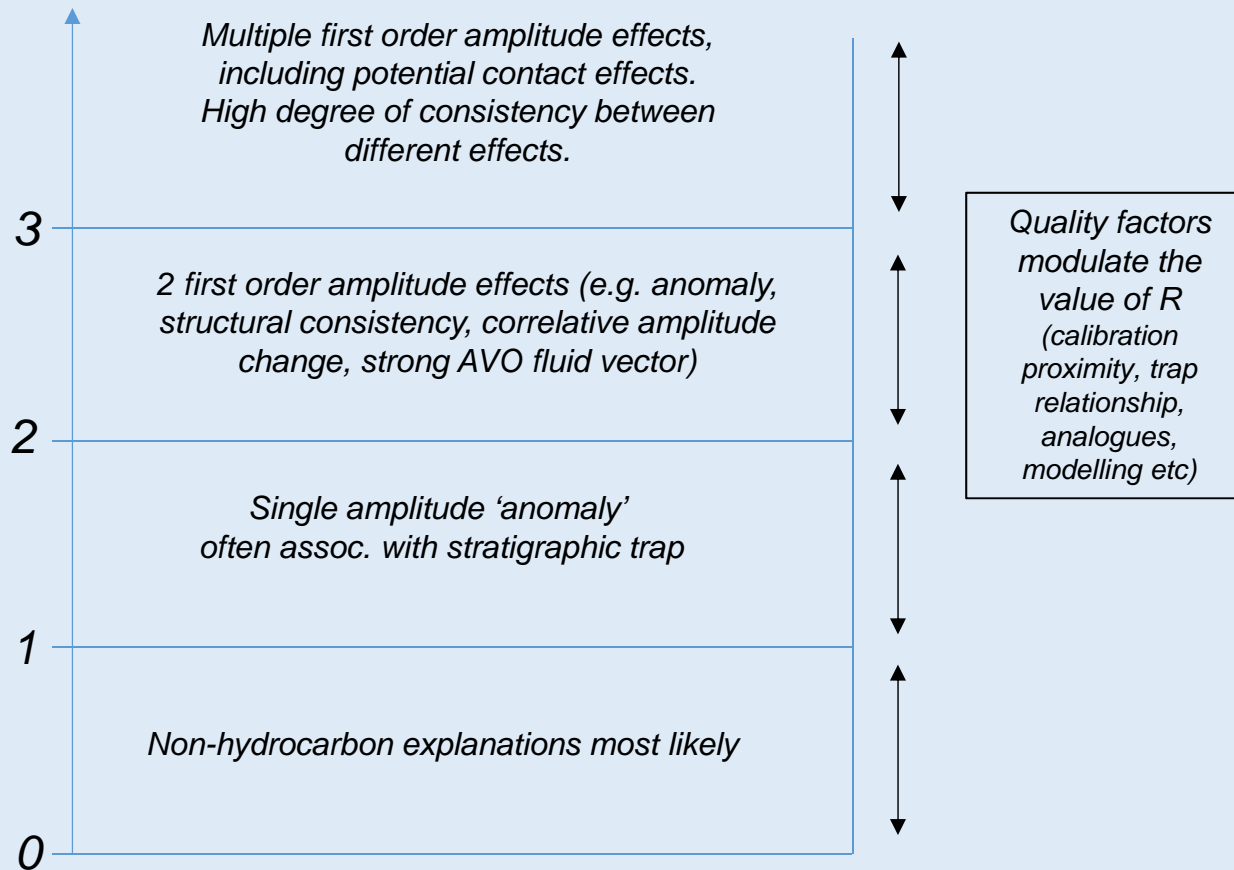 Multiple first order amplitude effects,
including potential contact effects.
High degree of consistency between
different effects.
3
2 first order amplitude effects (e.g. anomaly,
structural consistency, correlative amplitude
change, strong AVO fluid vector)
2
Single amplitude ‘anomaly’
often assoc. with stratigraphic trap
1
Non-hydrocarbon explanations most likely
0
Quality factors
modulate the
value of R
(calibration
proximity, trap
relationship,
analogues,
modelling etc)